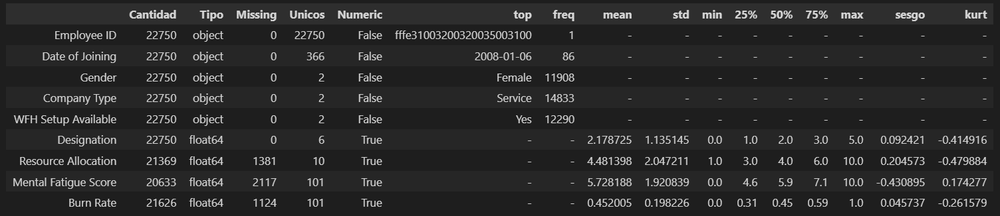 Cantidad Tipo Missing Unicos Numeric top freq mean std min 25% 50% 75% max sesgo kurt
Employee ID 22750 object 0 22750 False fffe31003200320035003100 1 - - - - - - - - -
Date of Joining 22750 object 0 366 False 2008-01-06 86 - - - - - - - - -
Gender 22750 object 0 2 False Female 11908 - - - - - - - - -
Company Type 22750 object 0 2 False Service 14833 - - - - - - - - -
WFH Setup Available 22750 object 0 2 False Yes 12290 - - - - - - - - -
Designation 22750 float64 0 6 True - - 2.178725 1.135145 0.0 1.0 2.0 3.0 5.0 0.092421 -0.414916
Resource Allocation 21369 float64 1381 10 True - - 4.481398 2.047211 1.0 3.0 4.0 6.0 10.0 0.204573 -0.479884
Mental Fatigue Score 20633 float64 2117 101 True - - 5.728188 1.920839 0.0 4.6 5.9 7.1 10.0 -0.430895 0.174277
Burn Rate 21626 float64 1124 101 True - - 0.452005 0.198226 0.0 0.31 0.45 0.59 1.0 0.045737 -0.261579